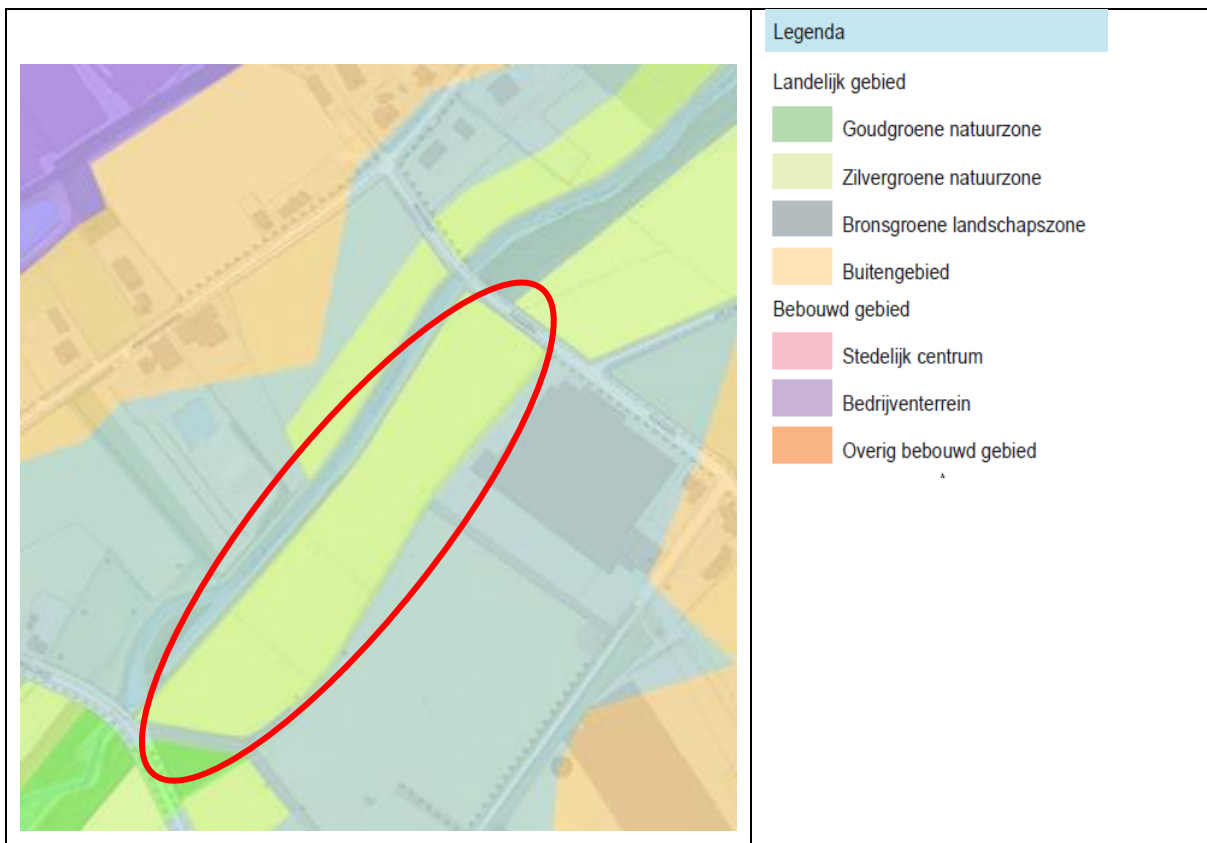 Legenda
Landelijk gebied
Goudgroene natuurzone
Zilvergroene natuurzone
Bronsgroene landschapszone
Buitengebied
Bebouwd gebied
Stedelijk centrum
Bedrijventerrein
Overig bebouwd gebied